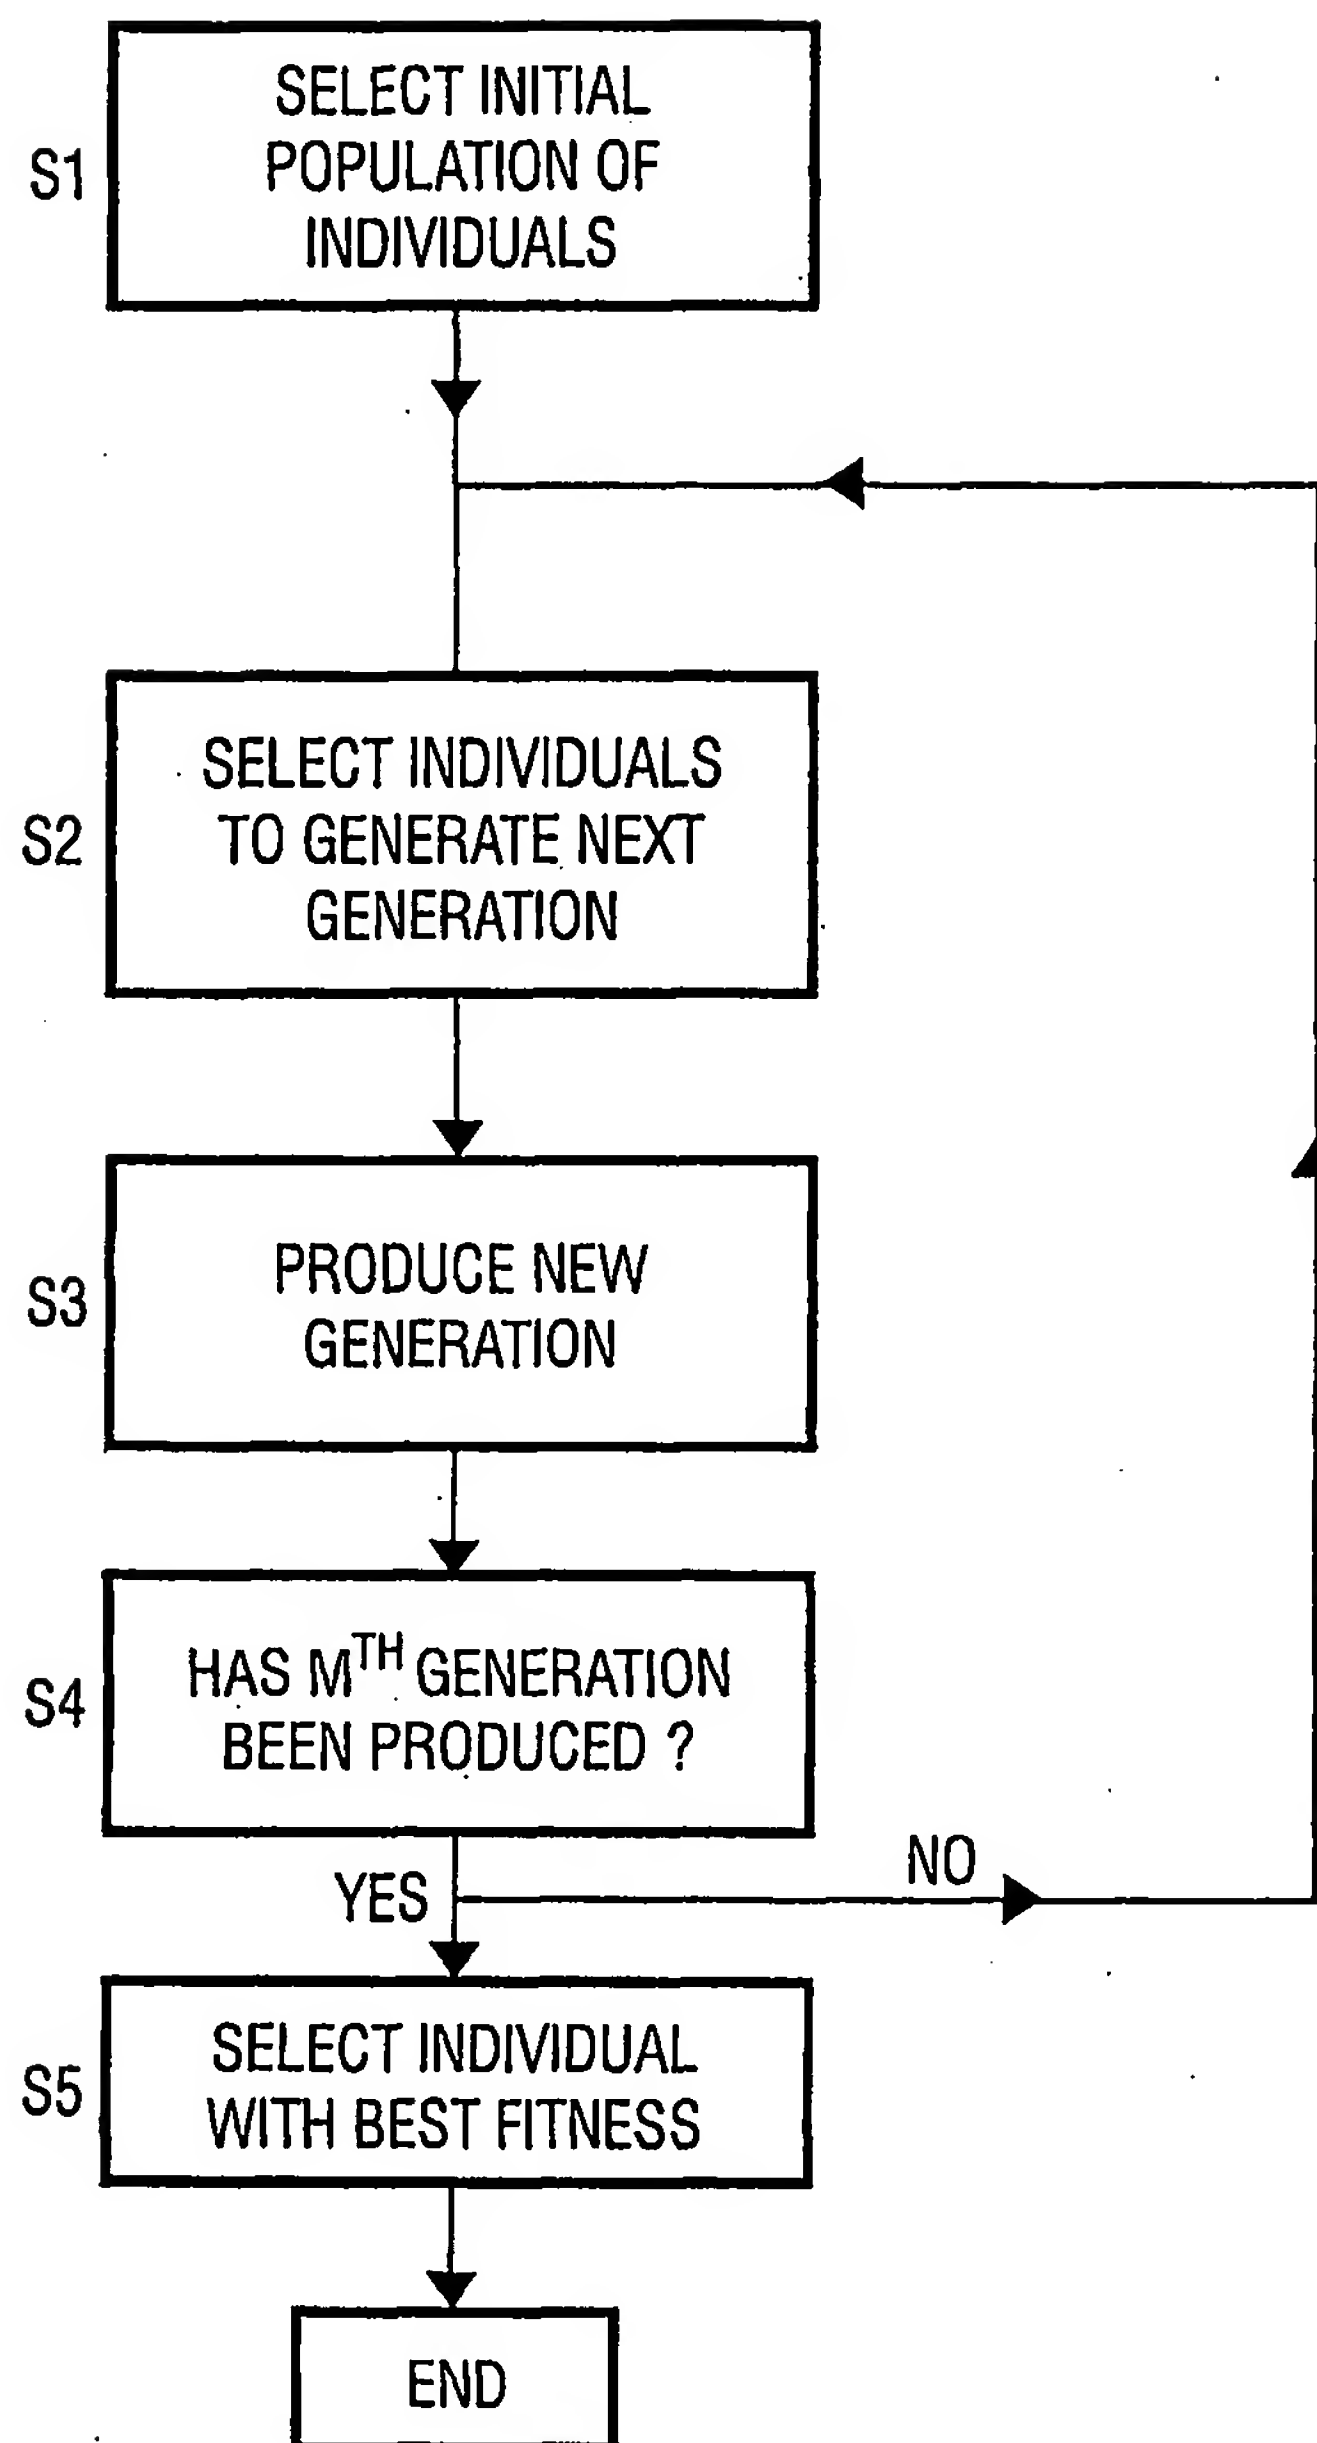 S1
SELECT INITIAL
POPULATION OF
INDIVIDUALS
S2
SELECT INDIVIDUALS
TO GENERATE NEXT
GENERATION
S3
PRODUCE NEW
GENERATION
S4
HAS Mᵀᴴ GENERATION
BEEN PRODUCED ?
YES
NO
S5
SELECT INDIVIDUAL
WITH BEST FITNESS
END